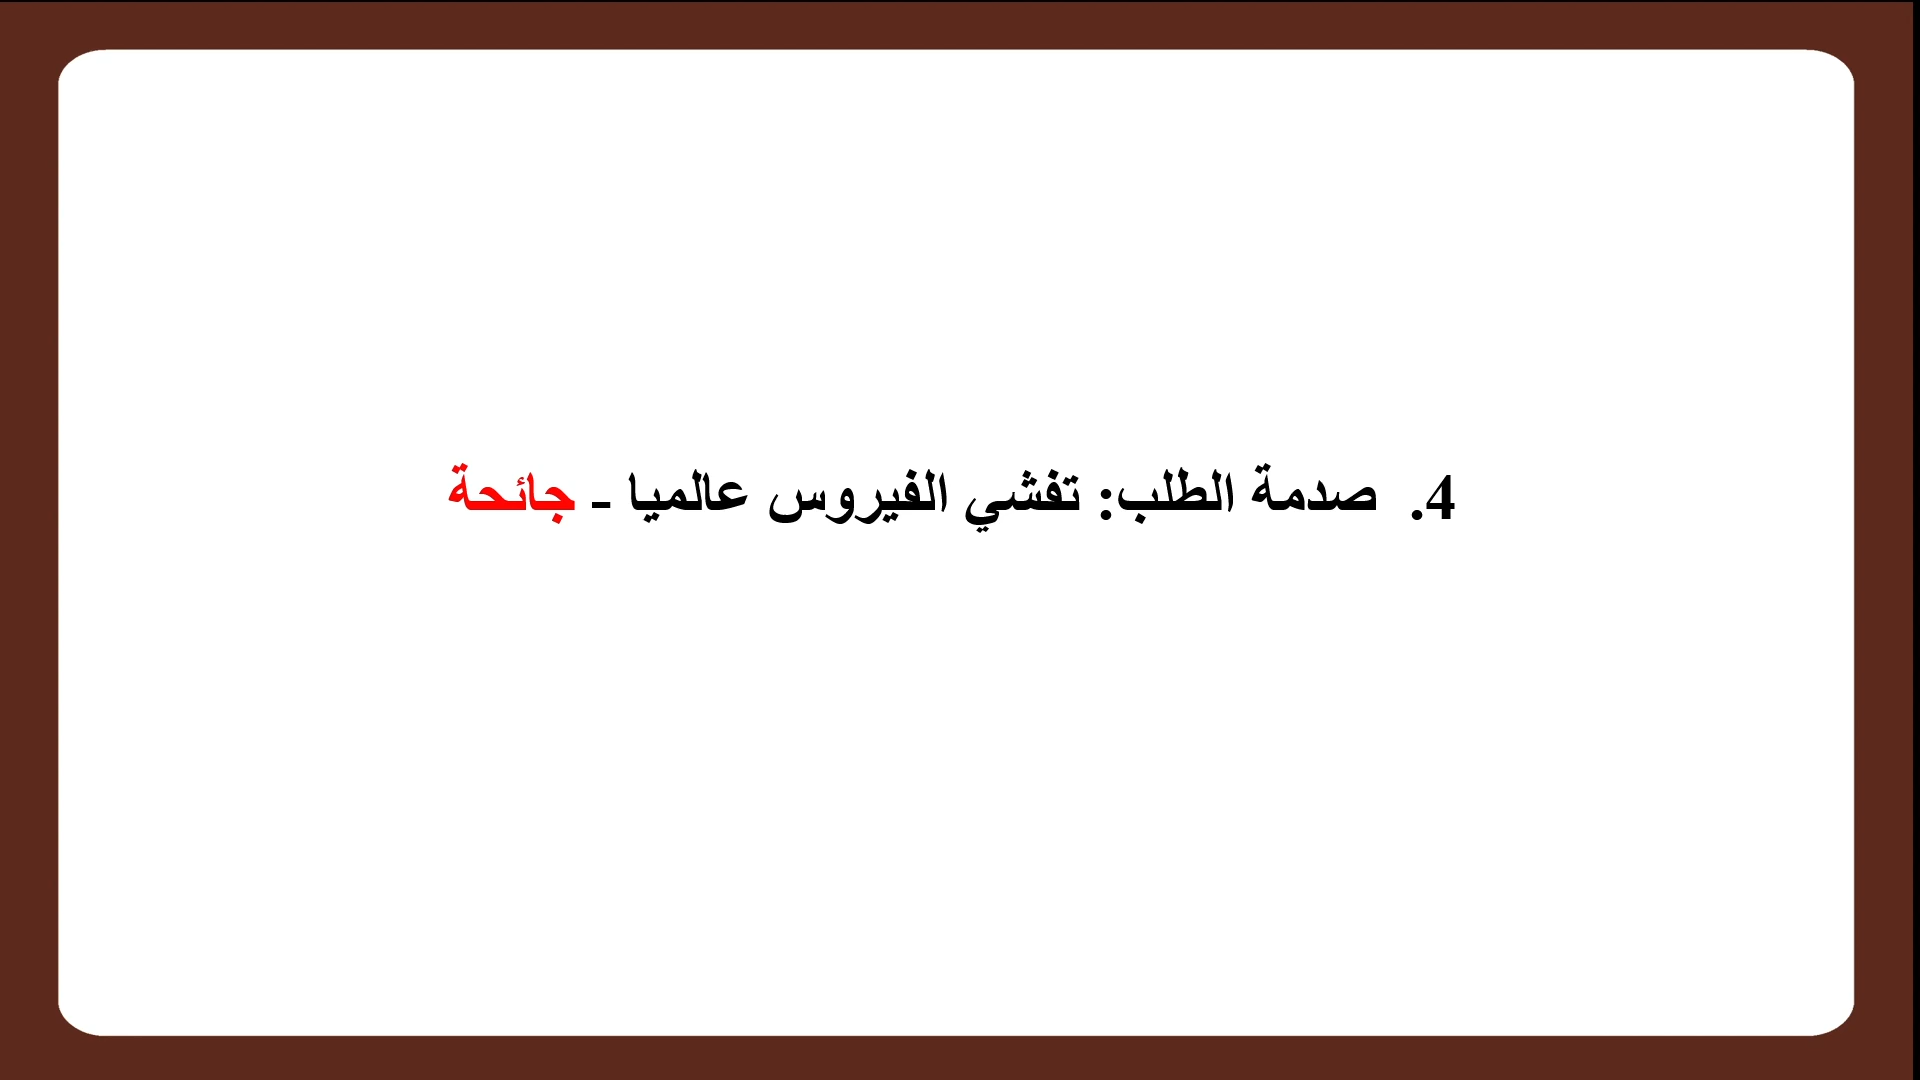 4. صدمة الطلب: تفشي الفيروس عالميا - جائحة